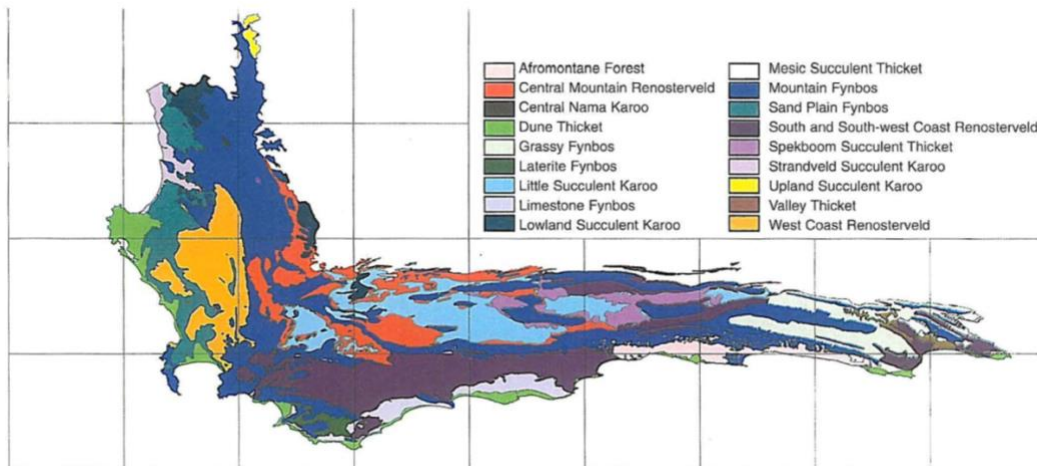 Afromontane Forest
Central Mountain Renosterveld
Central Nama Karoo
Dune Thicket
Grassy Fynbos
Laterite Fynbos
Little Succulent Karoo
Limestone Fynbos
Lowland Succulent Karoo
Mesic Succulent Thicket
Mountain Fynbos
Sand Plain Fynbos
South and South-west Coast Renosterveld
Spekboom Succulent Thicket
Strandveld Succulent Karoo
Upland Succulent Karoo
Valley Thicket
West Coast Renosterveld